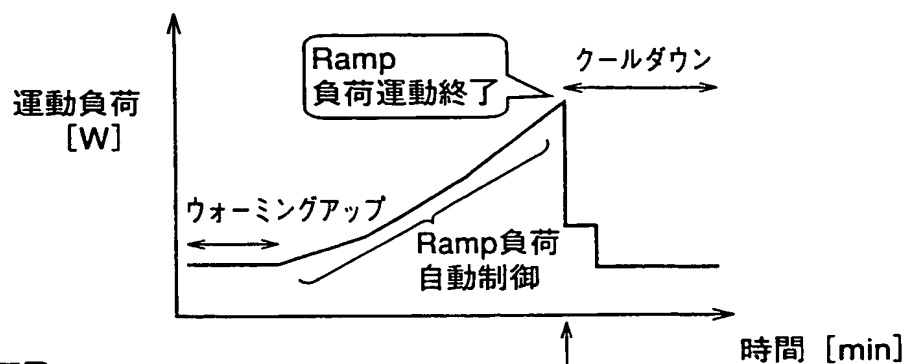 Ramp
負荷運動終了
クールダウン
運動負荷
[W]
ウォーミングアップ
Ramp負荷
自動制御
時間 [min]